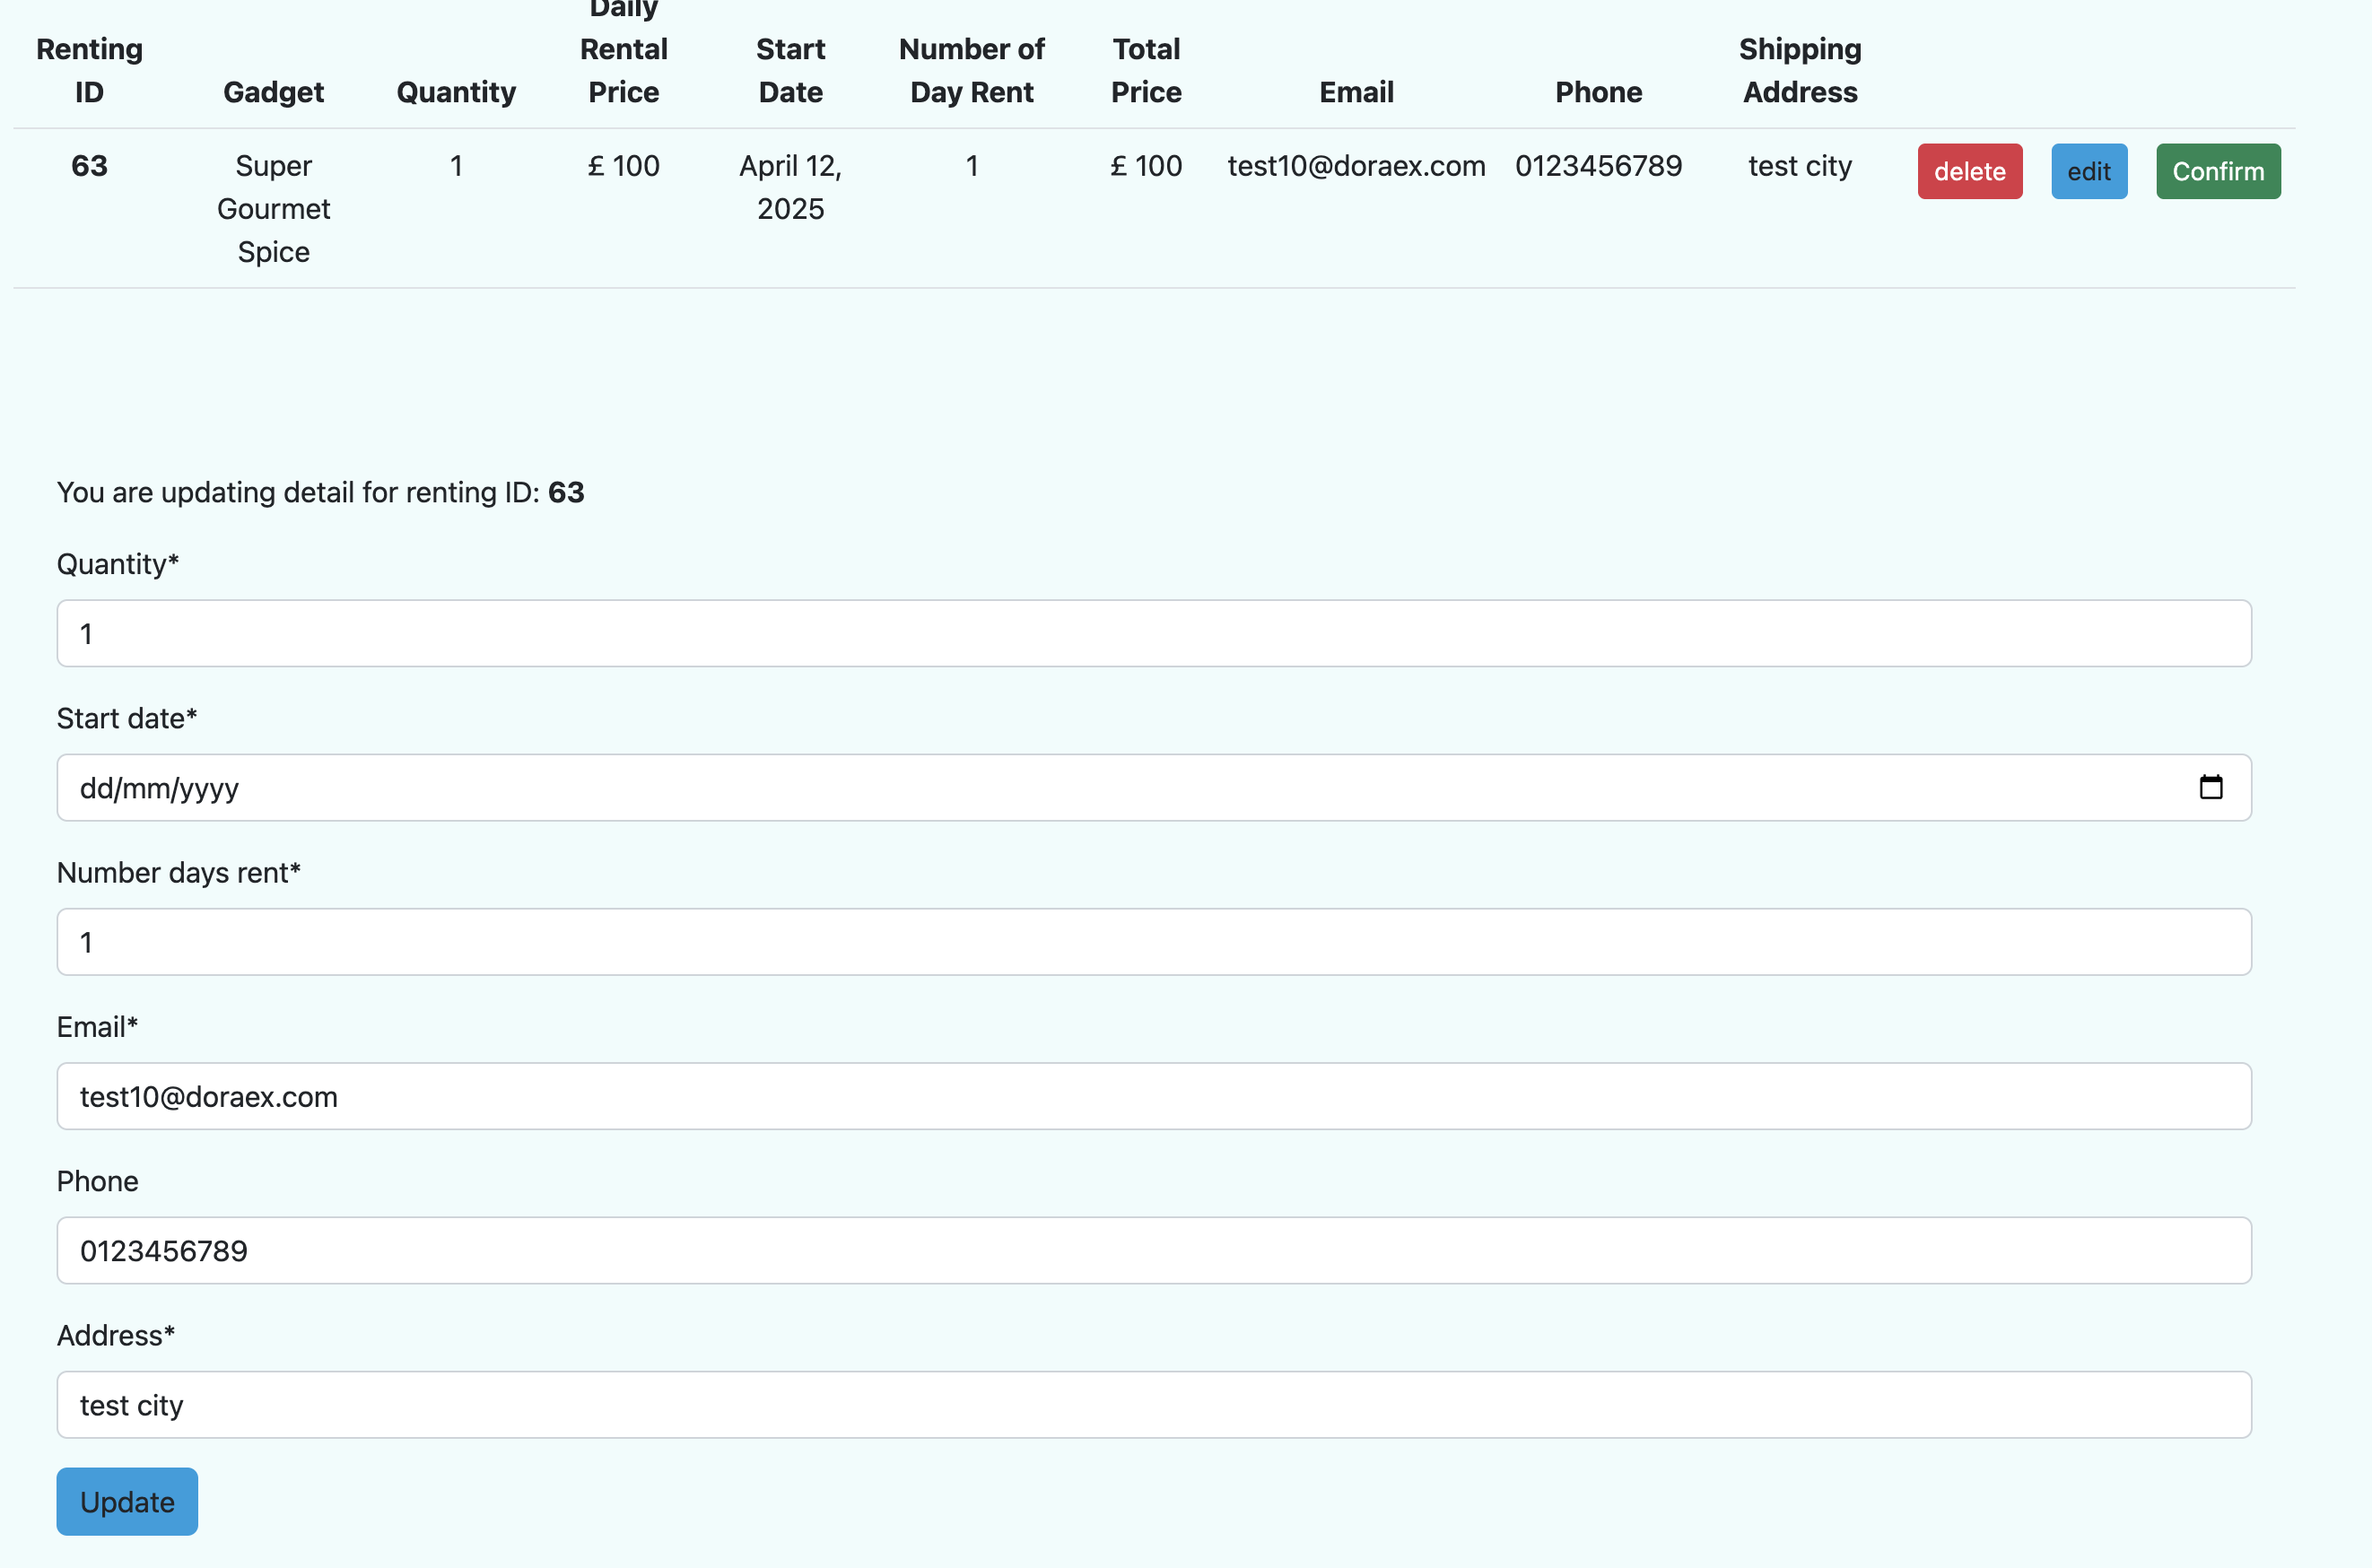 Daily
Renting Rental Start Number of Total Shipping
ID Gadget Quantity Price Date Day Rent Price Email Phone Address
63 Super 1 £ 100 April 12, 1 £ 100 test10@doraex.com 0123456789 test city delete edit Confirm
Gourmet 2025
Spice
You are updating detail for renting ID: 63
Quantity*
1
Start date*
dd/mm/yyyy
Number days rent*
1
Email*
test10@doraex.com
Phone
0123456789
Address*
test city
Update